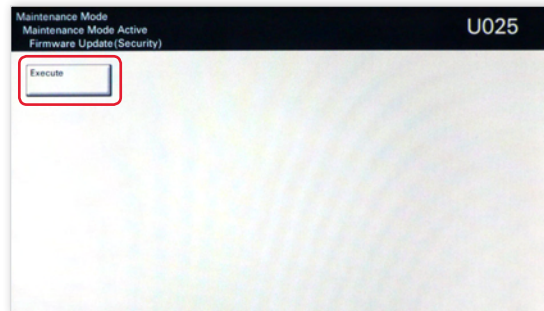 Maintenance Mode
U025
Maintenance Mode Active
Firmware Update(Security)
Execute